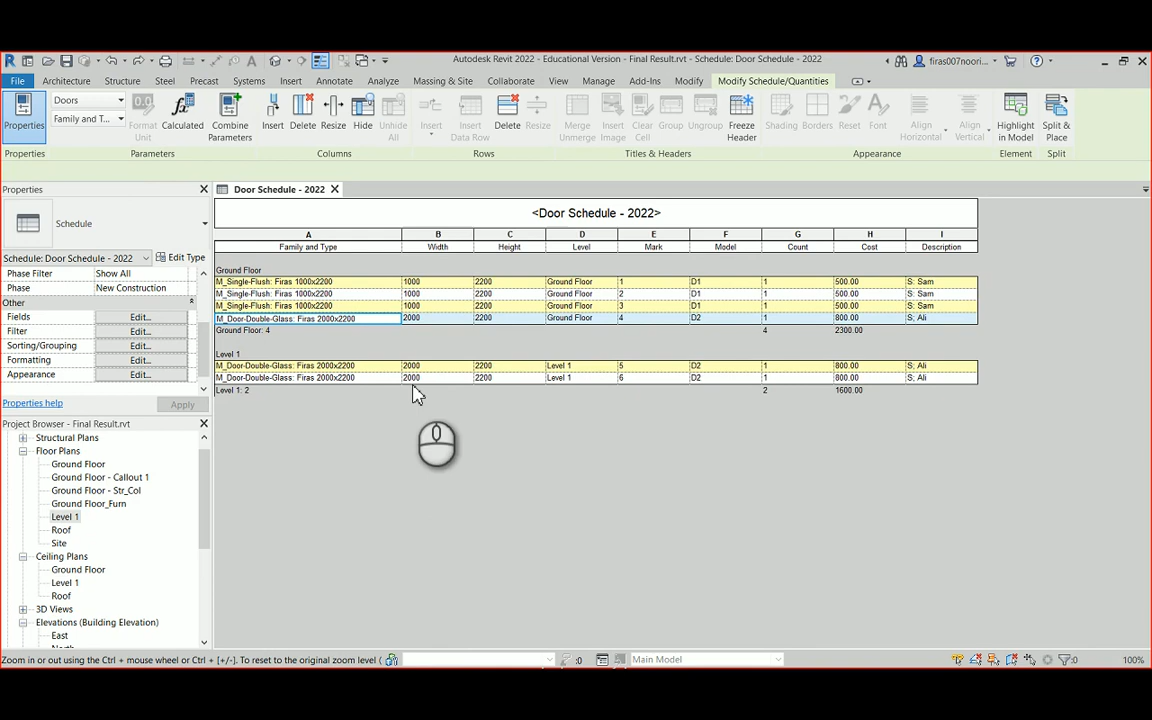 Autodesk Revit 2022 - Educational Version - Final Result.rvt - Schedule: Door Schedule - 2022
firas007noori...
File Architecture Structure Steel Precast Systems Insert Annotate Analyze Massing & Site Collaborate View Manage Add-Ins Modify Modify Schedule/Quantities
Doors
Family and T...
Properties Format Unit Calculated Combine Parameters Insert Delete Resize Hide Unhide All Insert Insert Data Row Delete Resize Merge Unmerge Insert Image Clear Cell Group Ungroup Freeze Header Shading Borders Reset Font Align Horizontal Align Vertical Highlight in Model Split & Place
Properties Parameters Columns Rows Titles & Headers Appearance Element Split
Properties
Door Schedule - 2022
Schedule
Schedule: Door Schedule - 2022 Edit Type
Phase Filter Show All
Phase New Construction
Other
Fields Edit...
Filter Edit...
Sorting/Grouping Edit...
Formatting Edit...
Appearance Edit...
Properties help Apply
<Door Schedule - 2022>
A B C D E F G H I
Family and Type Width Height Level Mark Model Count Cost Description
Ground Floor
M_Single-Flush: Firas 1000x2200 1000 2200 Ground Floor 1 D1 1 500.00 S: Sam
M_Single-Flush: Firas 1000x2200 1000 2200 Ground Floor 2 D1 1 500.00 S: Sam
M_Single-Flush: Firas 1000x2200 1000 2200 Ground Floor 3 D1 1 500.00 S: Sam
M_Door-Double-Glass: Firas 2000x2200 2000 2200 Ground Floor 4 D2 1 800.00 S; Ali
Ground Floor: 4 4 2300.00
Level 1
M_Door-Double-Glass: Firas 2000x2200 2000 2200 Level 1 5 D2 1 800.00 S; Ali
M_Door-Double-Glass: Firas 2000x2200 2000 2200 Level 1 6 D2 1 800.00 S; Ali
Level 1: 2 2 1600.00
Project Browser - Final Result.rvt
Structural Plans
Floor Plans
Ground Floor
Ground Floor - Callout 1
Ground Floor - Str_Col
Ground Floor_Furn
Level 1
Roof
Site
Ceiling Plans
Ground Floor
Level 1
Roof
3D Views
Elevations (Building Elevation)
East
Zoom in or out using the Ctrl + mouse wheel or Ctrl + [+/-]. To reset to the original zoom level (
:0 Main Model :0 100%